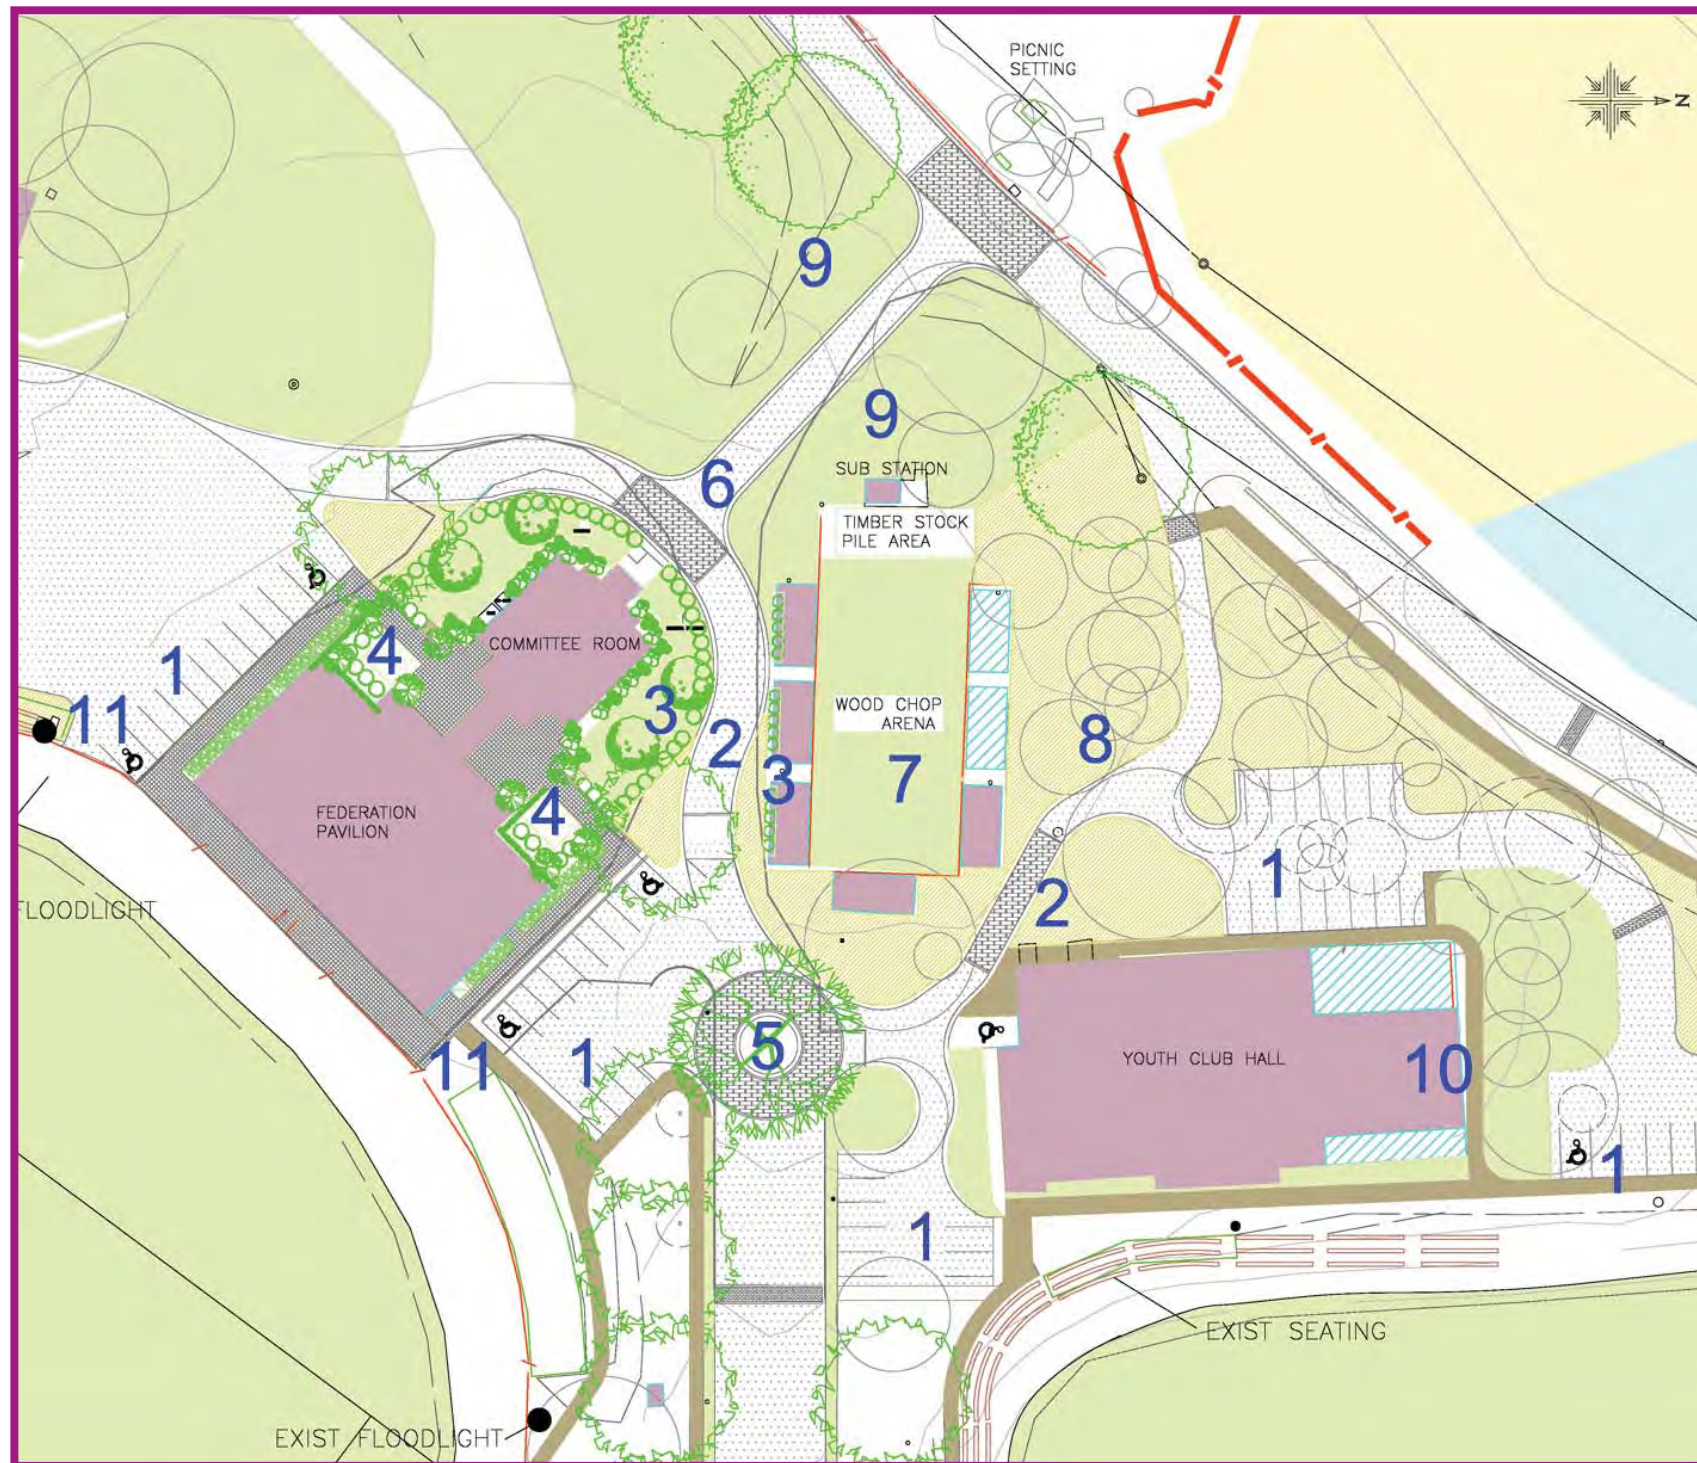 PICNIC
SETTING
N
9
9
6
SUB STATION
TIMBER STOCK
PILE AREA
COMMITTEE ROOM
4
1
3
2
WOOD CHOP
ARENA
11
8
7
3
4
FEDERATION
PAVILION
1
2
FLOODLIGHT
5
11
1
YOUTH CLUB HALL
10
1
1
EXIST SEATING
EXIST FLOODLIGHT